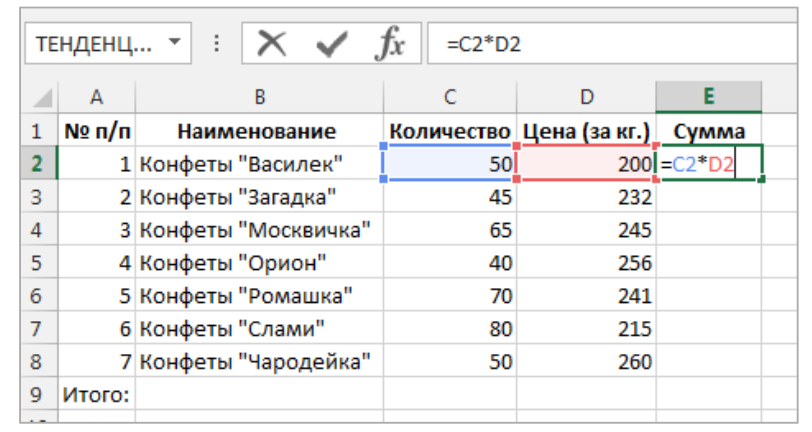 ТЕНДЕНЦ... fx =C2*D2
A B C D E
1 № п/п Наименование Количество Цена (за кг.) Сумма
2 1 Конфеты "Василек" 50 200 =C2*D2
3 2 Конфеты "Загадка" 45 232
4 3 Конфеты "Москвичка" 65 245
5 4 Конфеты "Орион" 40 256
6 5 Конфеты "Ромашка" 70 241
7 6 Конфеты "Слами" 80 215
8 7 Конфеты "Чародейка" 50 260
9 Итого: